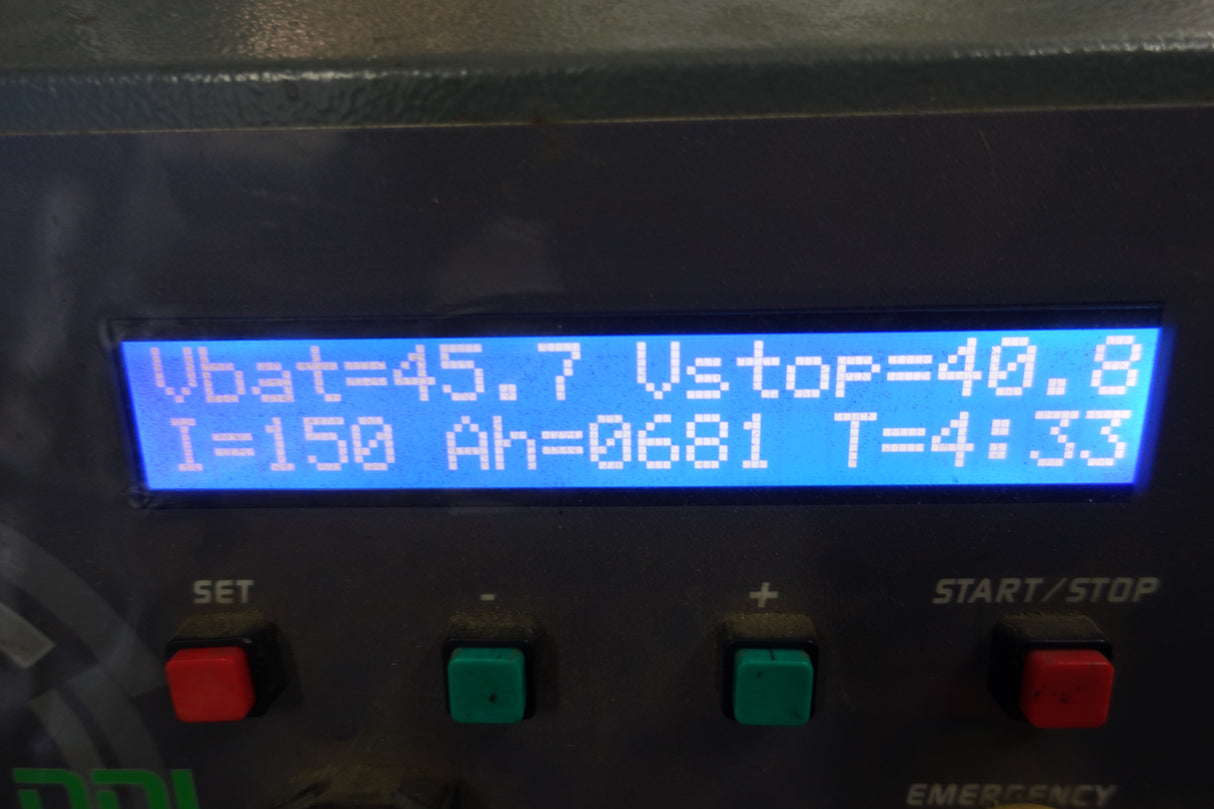 Vbat=45.7 Vstop=40.8
I=150 Ah=0681 T=4:33
SET - + START/STOP
EMERGENCY